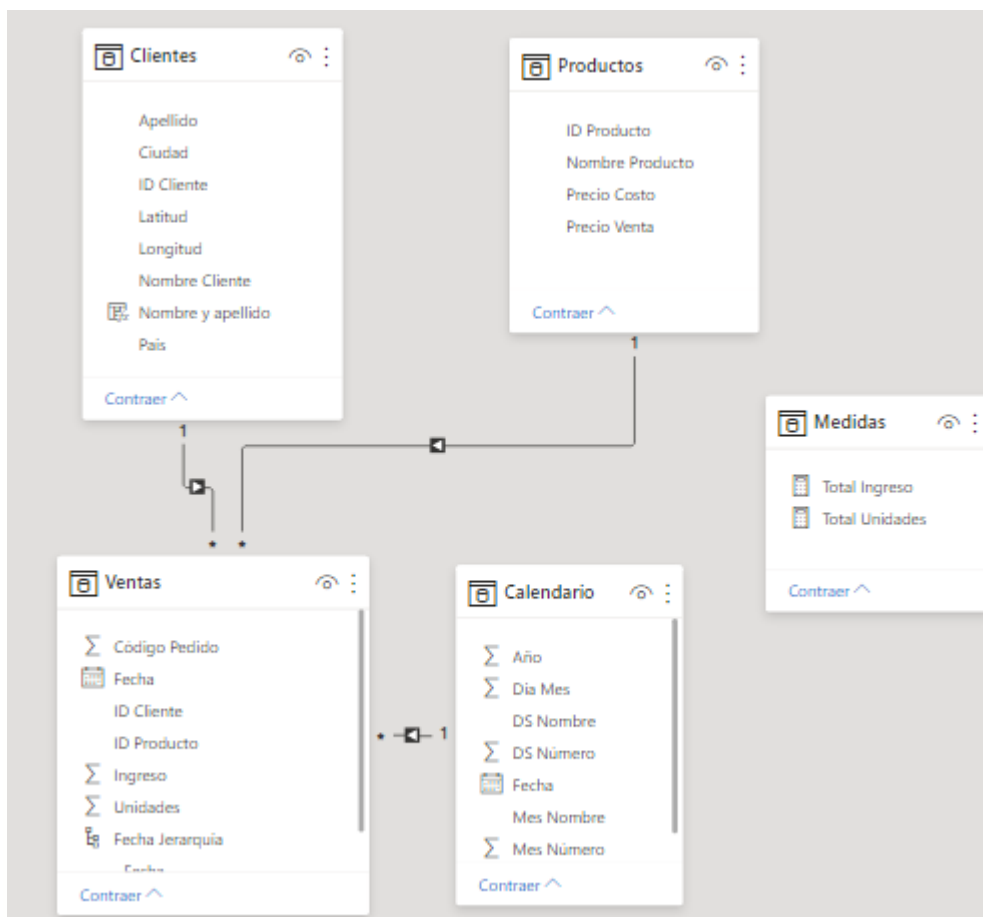 Clientes
Apellido
Ciudad
ID Cliente
Latitud
Longitud
Nombre Cliente
Nombre y apellido
Pais
Contraer
1
Productos
ID Producto
Nombre Producto
Precio Costo
Precio Venta
Contraer
1
Medidas
Total Ingreso
Total Unidades
Contraer
* *
Ventas
Código Pedido
Fecha
ID Cliente
ID Producto
Ingreso
Unidades
Fecha Jerarquia
Fecha
Contraer
* 1
Calendario
Año
Dia Mes
DS Nombre
DS Número
Fecha
Mes Nombre
Mes Número
Contraer